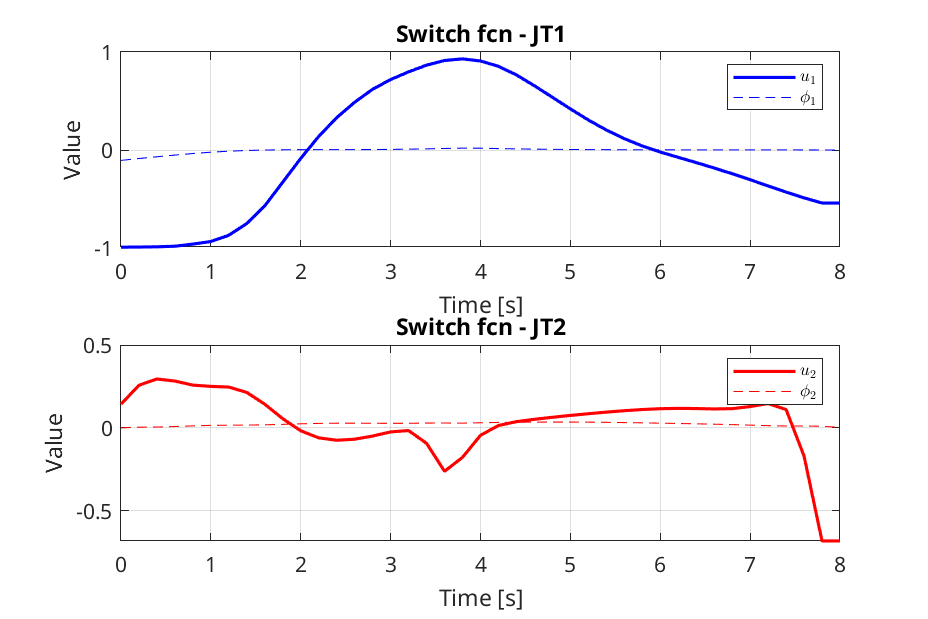 Switch fcn - JT1
Value
1
0
-1
u₁
ϕ₁
0 1 2 3 4 5 6 7 8
Time [s]
Switch fcn - JT2
Value
0.5
0
-0.5
u₂
ϕ₂
0 1 2 3 4 5 6 7 8
Time [s]